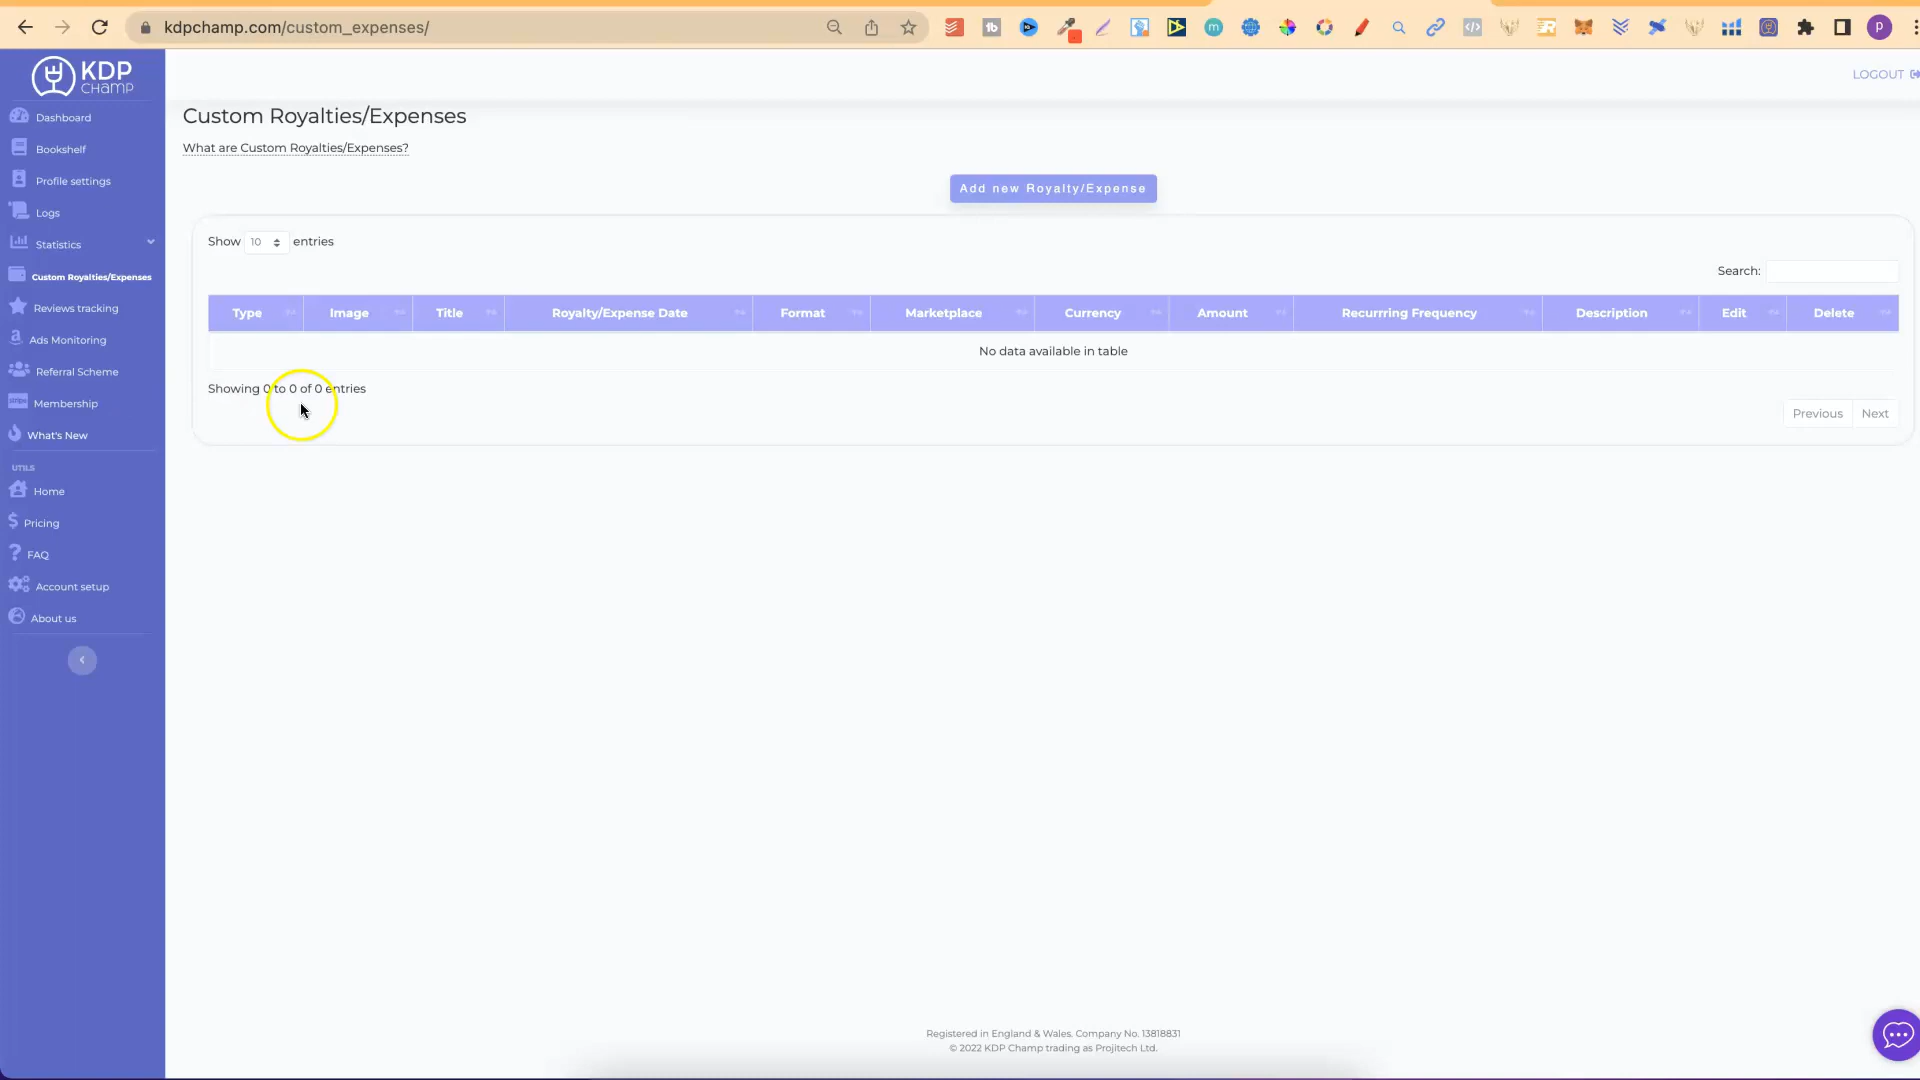 kdpchamp.com/custom_expenses/
KDP
CHAMP
LOGOUT
Dashboard
Bookshelf
Profile settings
Logs
Statistics
Custom Royalties/Expenses
Reviews tracking
Ads Monitoring
Referral Scheme
Membership
What's New
UTILS
Home
Pricing
FAQ
Account setup
About us
Custom Royalties/Expenses
What are Custom Royalties/Expenses?
Add new Royalty/Expense
Show 10 entries
Search:
Type Image Title Royalty/Expense Date Format Marketplace Currency Amount Recurrring Frequency Description Edit Delete
No data available in table
Showing 0 to 0 of 0 entries
Previous Next
Registered in England & Wales. Company No. 13818831
© 2022 KDP Champ trading as Projitech Ltd.